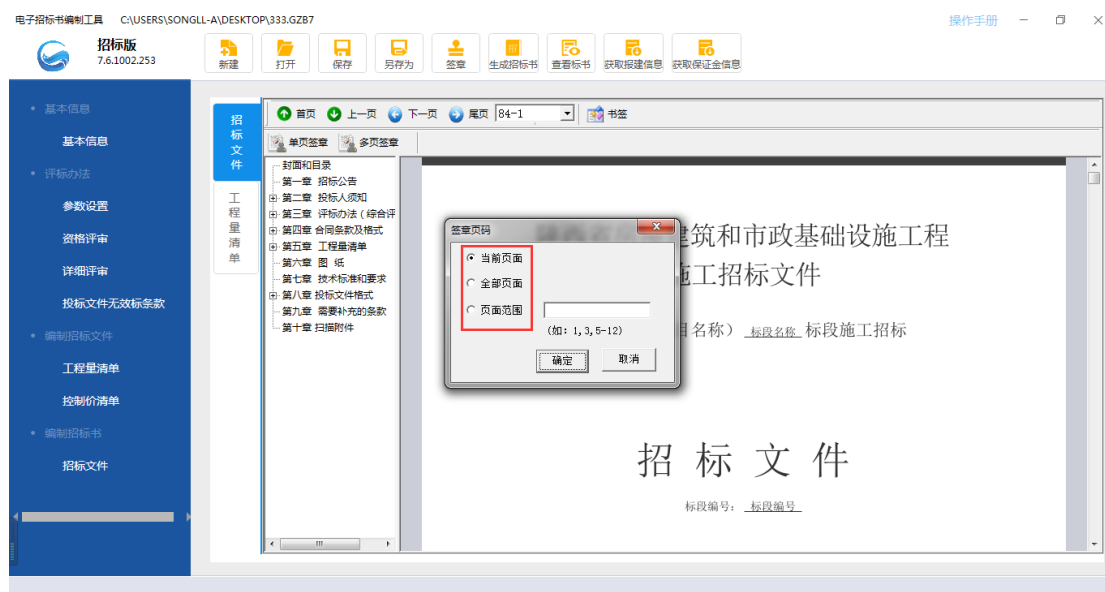 电子招标书编制工具 C:\USERS\SONGLL-A\DESKTOP\333.GZB7 操作手册
招标版
7.6.1002.253
新建 打开 保存 另存为 签章 生成招标书 查看标书 获取报建信息 获取保证金信息
基本信息
基本信息
评标办法
参数设置
资格评审
详细评审
投标文件无效标条款
编制招标文件
工程量清单
控制价清单
编制招标书
招标文件
招标文件
工程量清单
首页 上一页 下一页 尾页 84-1 书签
单页签章 多页签章
封面和目录
第一章 招标公告
第二章 投标人须知
第三章 评标办(综合评
第四章 合同条款及格式
第五章 工程量清单
第六章 图 纸
第七章 技术标准和要求
第八章 投标文件格式
第九章 需要补充的条款
第十章 扫描附件
签章页码
当前页面
全部页面
页面范围
(如: 1,3,5-12)
确定 取消
建筑和市政基础设施工程
施工招标文件
目名称) 标段名称 标段施工招标
招 标 文 件
标段编号: 标段编号